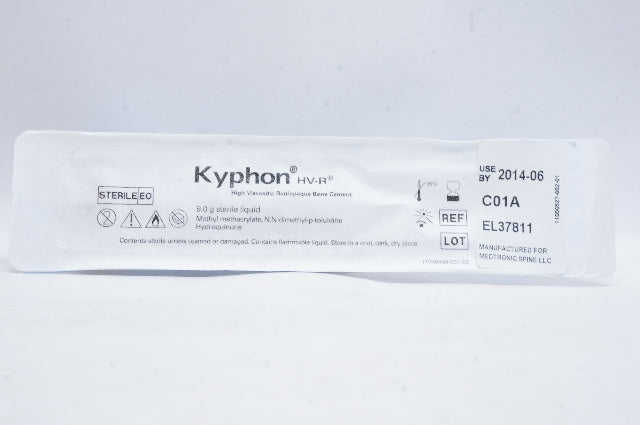 Kyphon® HV-R®
High Viscosity, Radiopaque Bone Cement
STERILE EO
9.0 g sterile liquid
Methyl methacrylate, N,N-dimethyl-p-toluidine
Hydroquinone
Contents sterile unless opened or damaged. Contains flammable liquid. Store in a cool, dark, dry place.
REF
LOT
USE BY 2014-06
C01A
EL37811
MANUFACTURED FOR
MEDTRONIC SPINE LLC